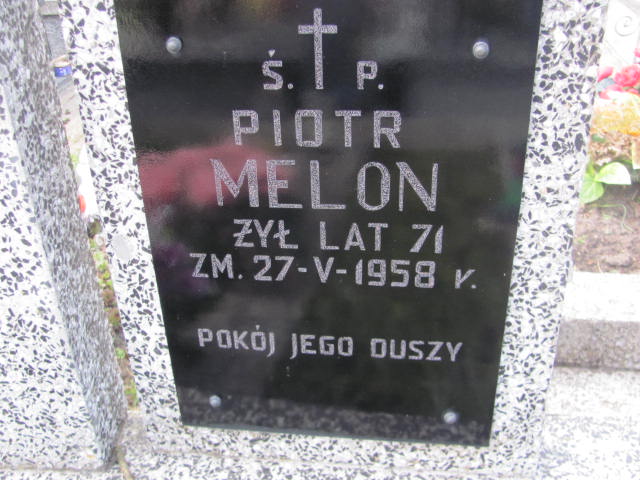 Ś. P.
PIOTR
MELON
ŻYŁ LAT 71
ZM. 27-V-1958 r.
POKÓJ JEGO DUSZY